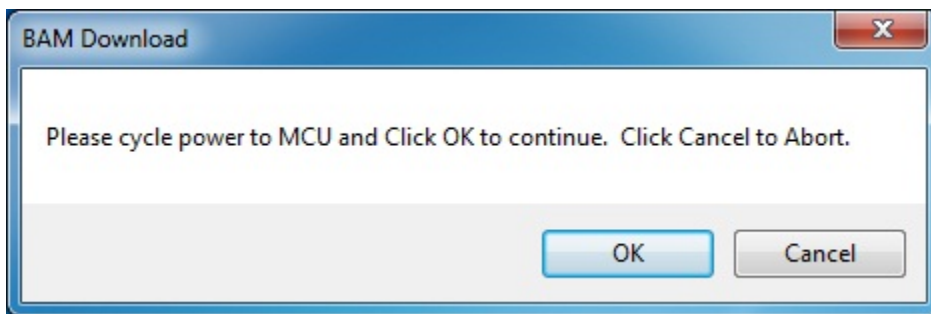 BAM Download
Please cycle power to MCU and Click OK to continue.  Click Cancel to Abort.
OK
Cancel